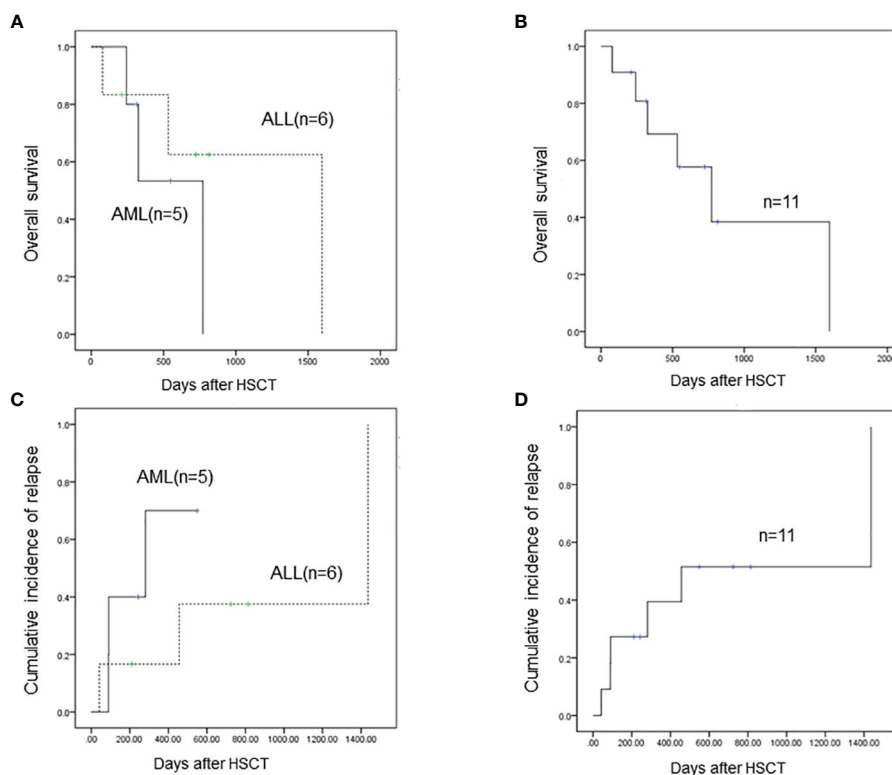 A
Overall survival
1.0
0.8
0.6
0.4
0.2
0.0
ALL(n=6)
AML(n=5)
0 500 1000 1500 2000
Days after HSCT
B
Overall survival
1.0
0.8
0.6
0.4
0.2
0.0
n=11
0 500 1000 1500
Days after HSCT
C
Cumulative incidence of relapse
1.0
0.8
0.6
0.4
0.2
0.0
AML(n=5)
ALL(n=6)
.00 200.00 400.00 600.00 800.00 1000.00 1200.00 1400.00
Days after HSCT
D
Cumulative incidence of relapse
1.0
0.8
0.6
0.4
0.2
0.0
n=11
.00 200.00 400.00 600.00 800.00 1000.00 1200.00 1400.00
Days after HSCT